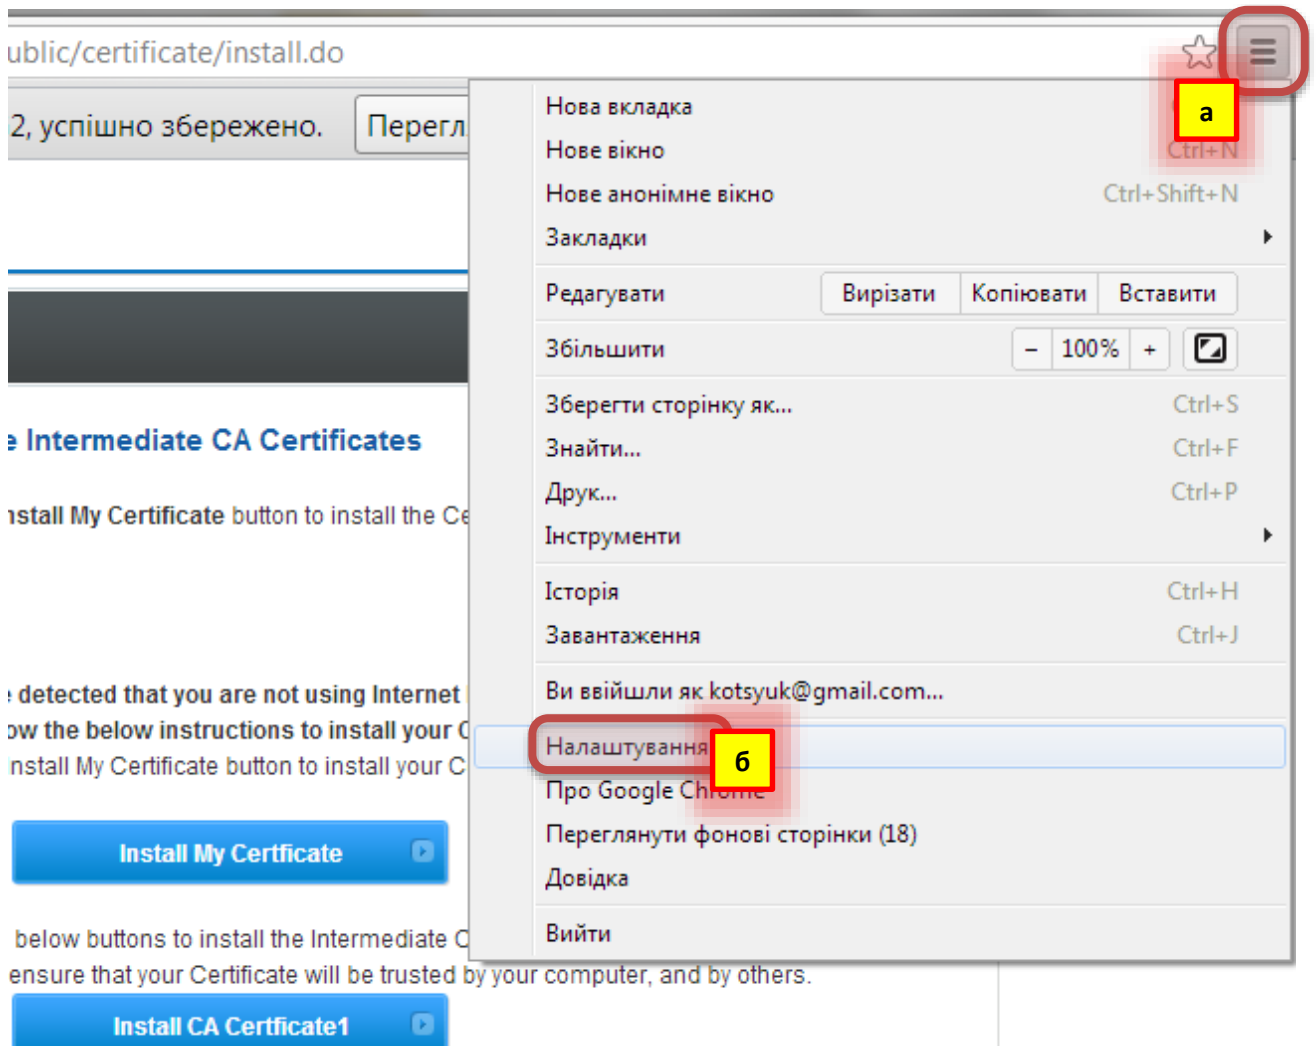 ublic/certificate/install.do
а
2, успішно збережено.
Перегл
Нова вкладка
Нове вікно Ctrl+N
Нове анонімне вікно Ctrl+Shift+N
Закладки
Редагувати Вирізати Копіювати Вставити
Збільшити − 100% +
Зберегти сторінку як... Ctrl+S
Знайти... Ctrl+F
Друк... Ctrl+P
Інструменти
Історія Ctrl+H
Завантаження Ctrl+J
Ви ввійшли як kotsyuk@gmail.com...
Налаштування
б
Про Google Chrome
Переглянути фонові сторінки (18)
Довідка
Вийти
e Intermediate CA Certificates
nstall My Certificate button to install the Ce
detected that you are not using Internet
ow the below instructions to install your C
nstall My Certificate button to install your C
Install My Certficate
below buttons to install the Intermediate C
ensure that your Certificate will be trusted by your computer, and by others.
Install CA Certficate1